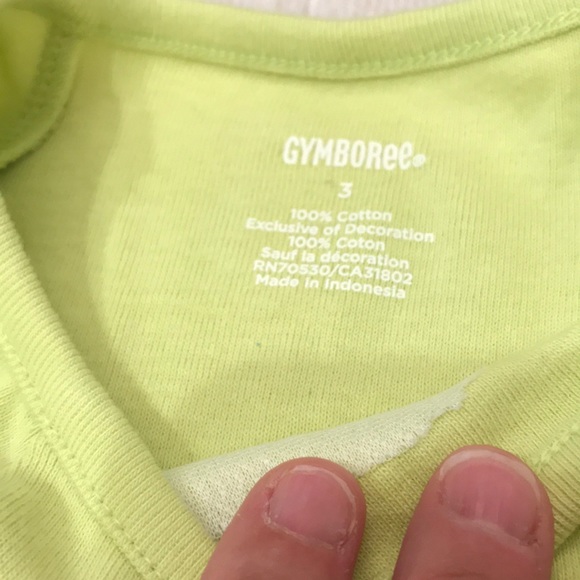 GYMBOREE®
3
100% Cotton
Exclusive of Decoration
100% Coton
Sauf la décoration
RN70530/CA31802
Made in Indonesia